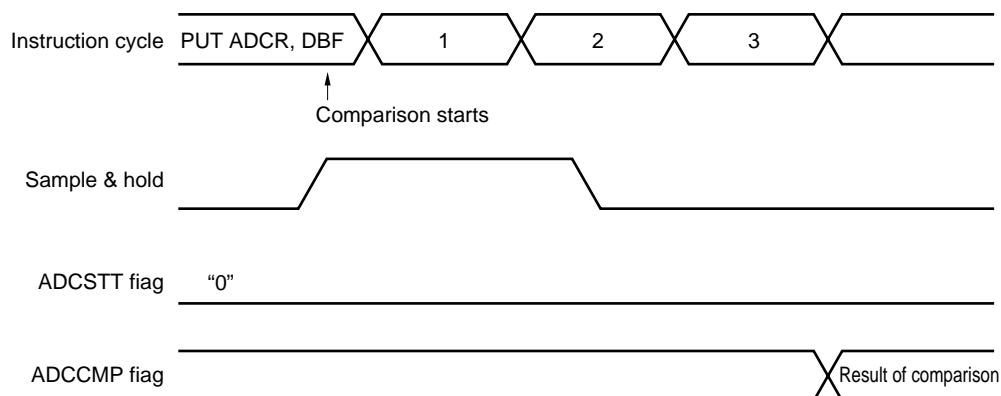 Instruction cycle PUT ADCR, DBF 1 2 3
Comparison starts
Sample & hold
ADCSTT fiag “0”
ADCCMP fiag Result of comparison